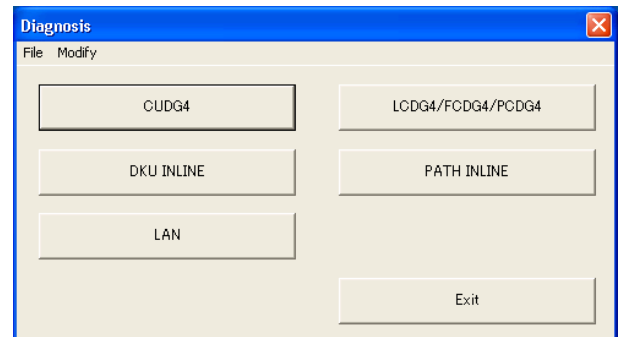 Diagnosis
File Modify
CUDG4 LCDG4/FCDG4/PCDG4
DKU INLINE PATH INLINE
LAN
Exit